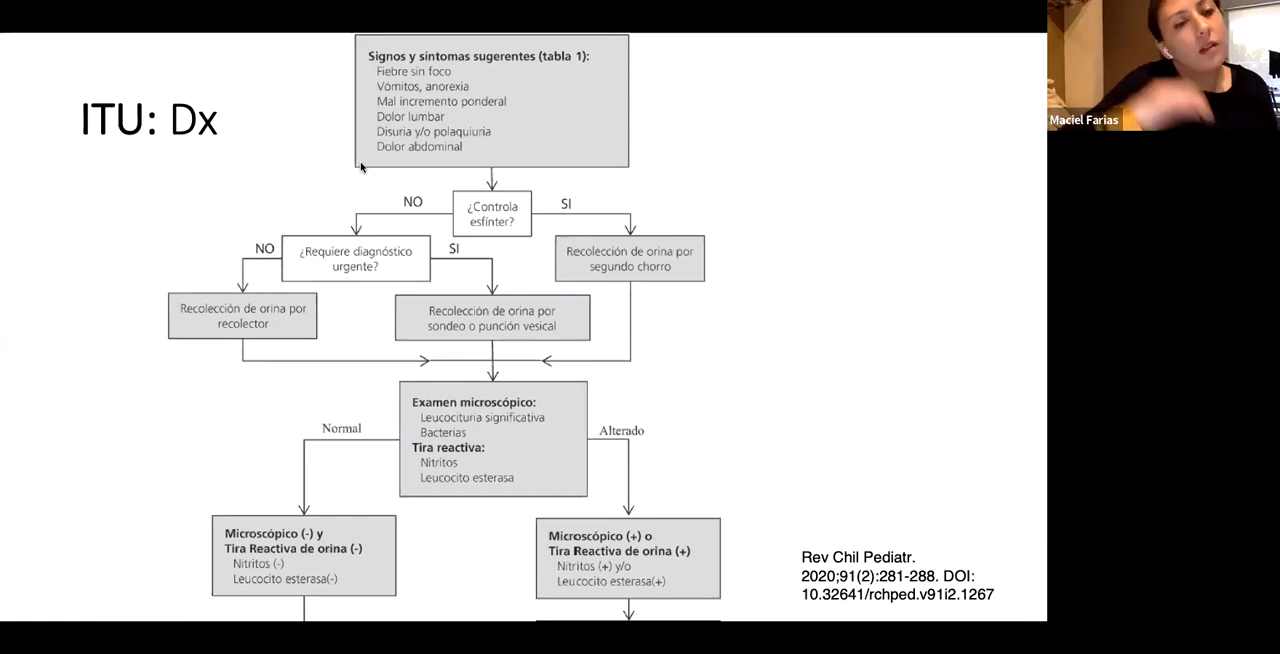 ITU: Dx
Signos y síntomas sugerentes (tabla 1):
Fiebre sin foco
Vómitos, anorexia
Mal incremento ponderal
Dolor lumbar
Disuria y/o polaquiuria
Dolor abdominal
NO
¿Controla
esfínter?
SI
NO
¿Requiere diagnóstico
urgente?
SI
Recolección de orina por
segundo chorro
Recolección de orina por
recolector
Recolección de orina por
sondeo o punción vesical
Examen microscópico:
Leucocituria significativa
Bacterias
Tira reactiva:
Nitritos
Leucocito esterasa
Normal
Alterado
Microscópico (-) y
Tira Reactiva de orina (-)
Nitritos (-)
Leucocito esterasa(-)
Microscópico (+) o
Tira Reactiva de orina (+)
Nitritos (+) y/o
Leucocito esterasa(+)
Rev Chil Pediatr.
2020;91(2):281-288. DOI:
10.32641/rchped.v91i2.1267
Maciel Farias